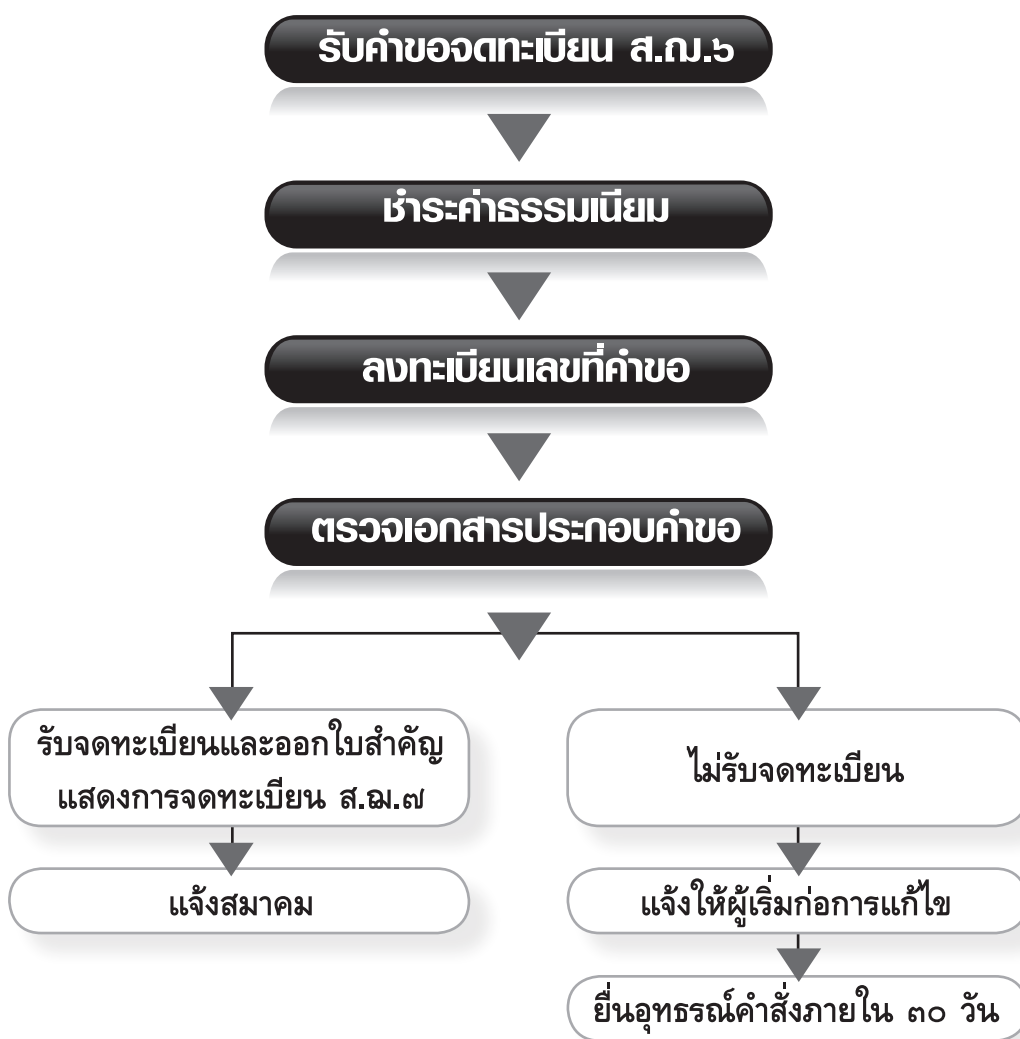 รับคำขอจดทะเบียน ส.ฌ.๖
ชำระค่าธรรมเนียม
ลงทะเบียนเลขที่คำขอ
ตรวจเอกสารประกอบคำขอ
รับจดทะเบียนและออกใบสำคัญ
แสดงการจดทะเบียน ส.ฌ.๗
แจ้งสมาคม
ไม่รับจดทะเบียน
แจ้งให้ผู้เริ่มก่อการแก้ไข
ยื่นอุทธรณ์คำสั่งภายใน ๓๐ วัน